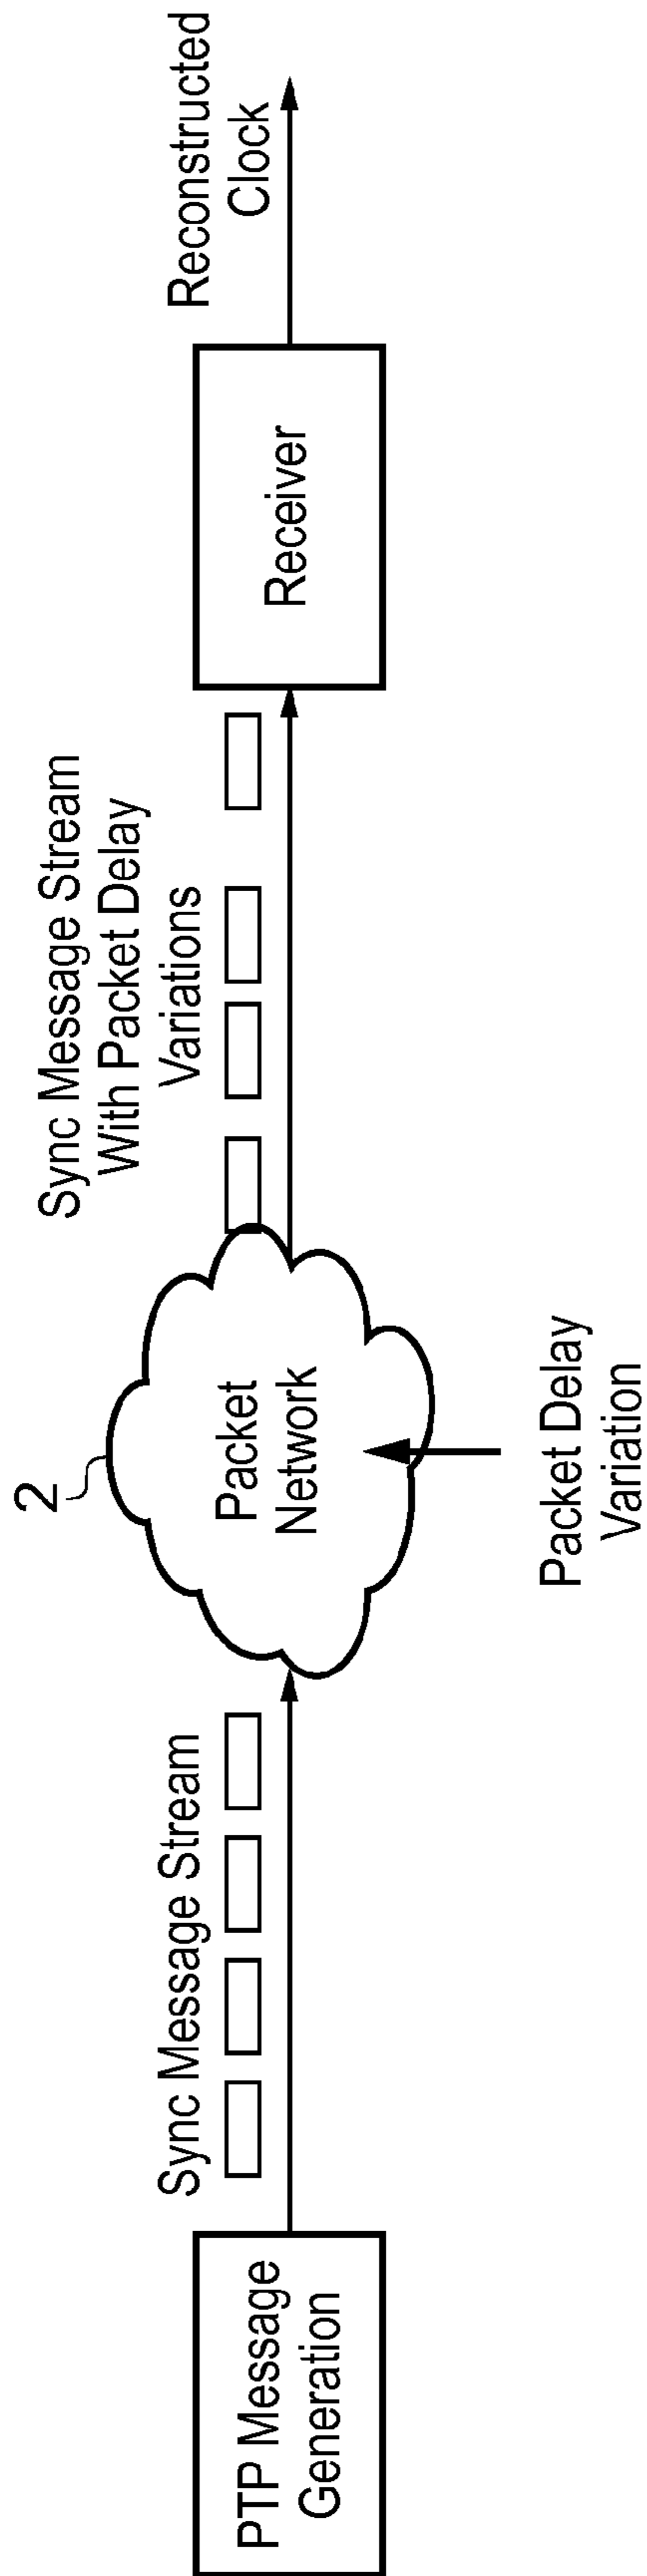 PTP Message
Generation
Sync Message Stream
2
Packet
Network
Packet Delay
Variation
Sync Message Stream
With Packet Delay
Variations
Receiver
Reconstructed
Clock